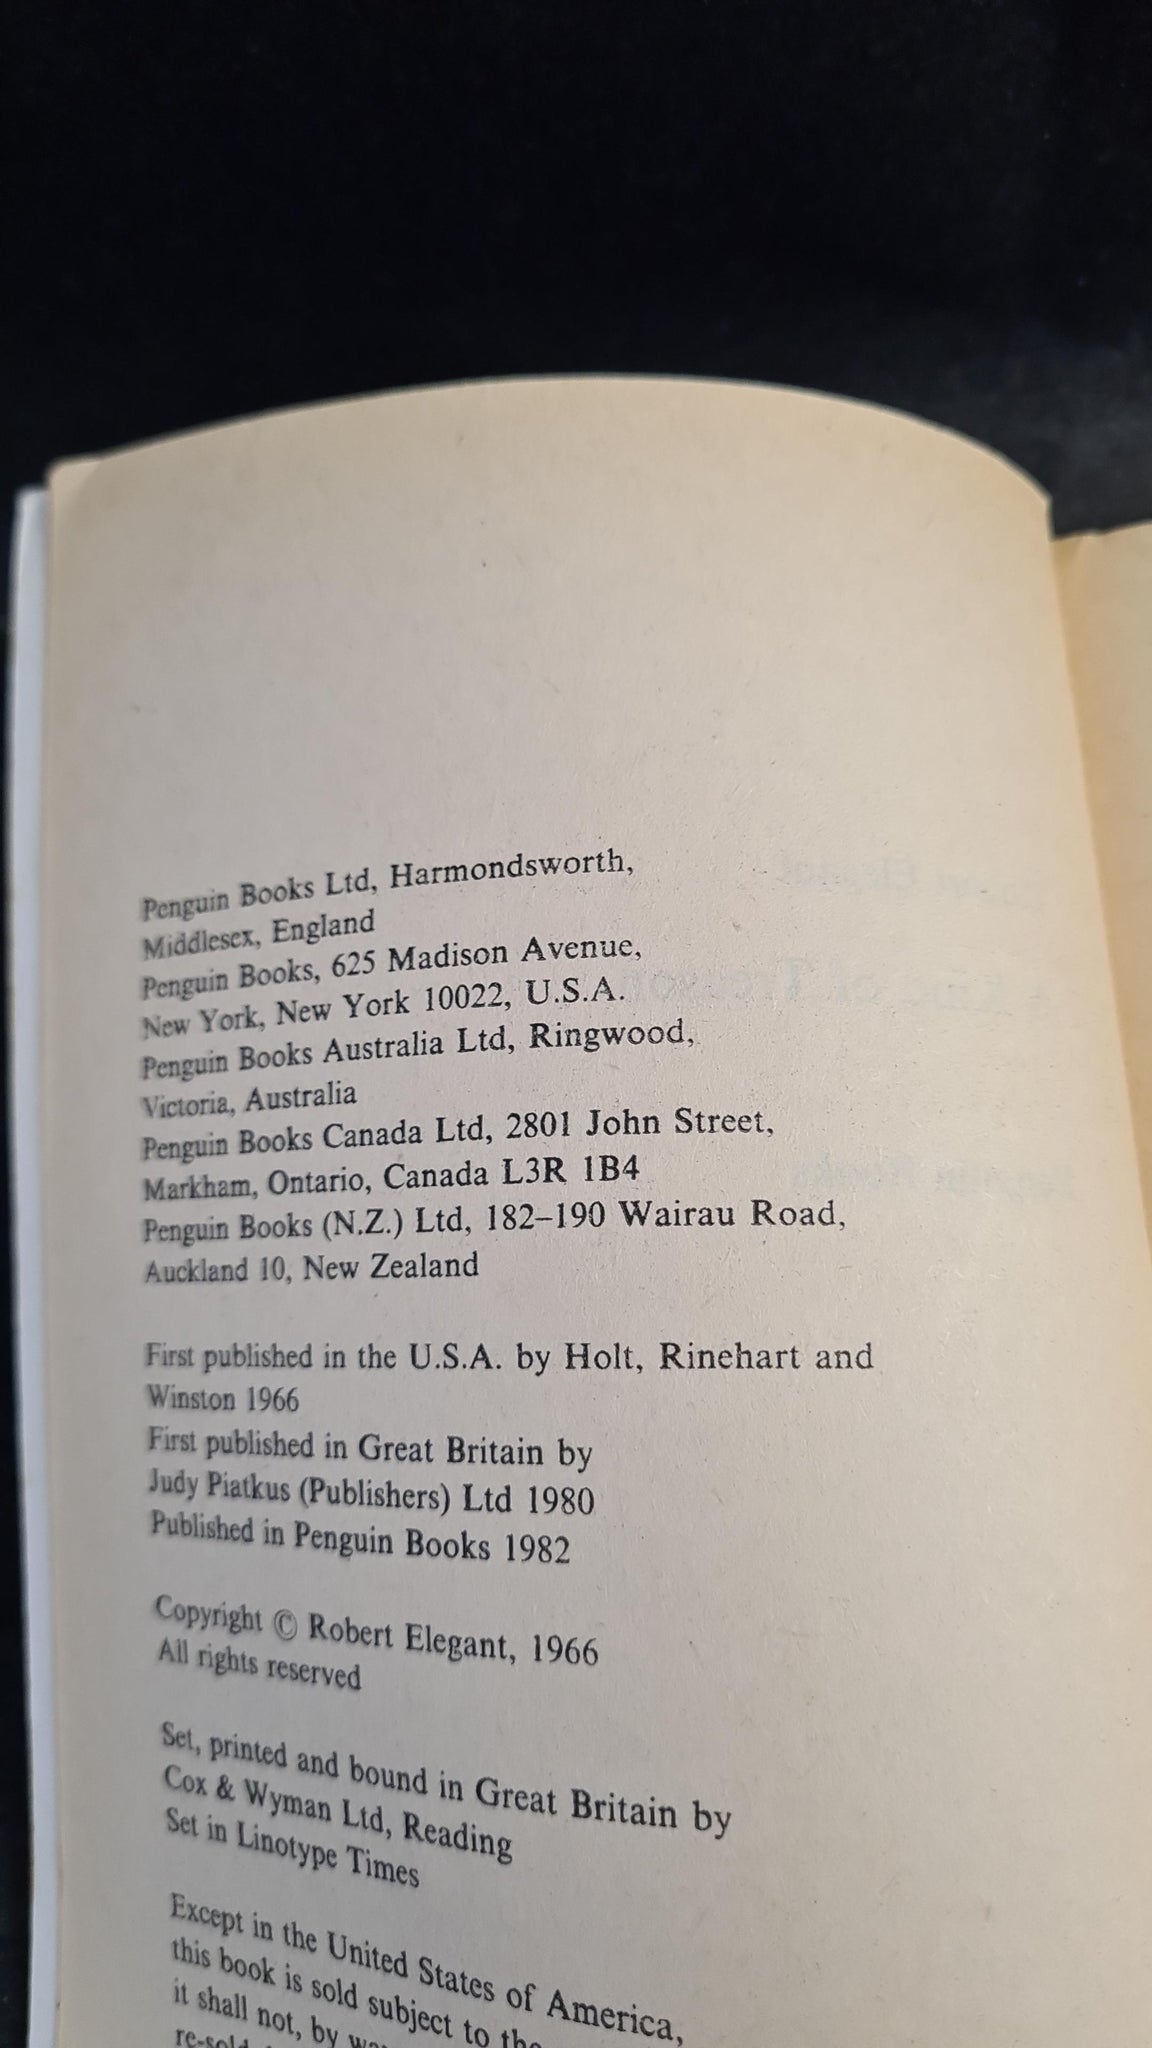 Penguin Books Ltd, Harmondsworth,
Middlesex, England
Penguin Books, 625 Madison Avenue,
New York, New York 10022, U.S.A.
Penguin Books Australia Ltd, Ringwood,
Victoria, Australia
Penguin Books Canada Ltd, 2801 John Street,
Markham, Ontario, Canada L3R 1B4
Penguin Books (N.Z.) Ltd, 182–190 Wairau Road,
Auckland 10, New Zealand
First published in the U.S.A. by Holt, Rinehart and
Winston 1966
First published in Great Britain by
Judy Piatkus (Publishers) Ltd 1980
Published in Penguin Books 1982
Copyright © Robert Elegant, 1966
All rights reserved
Set, printed and bound in Great Britain by
Cox & Wyman Ltd, Reading
Set in Linotype Times
Except in the United States of America,
this book is sold subject to the
it shall not, by